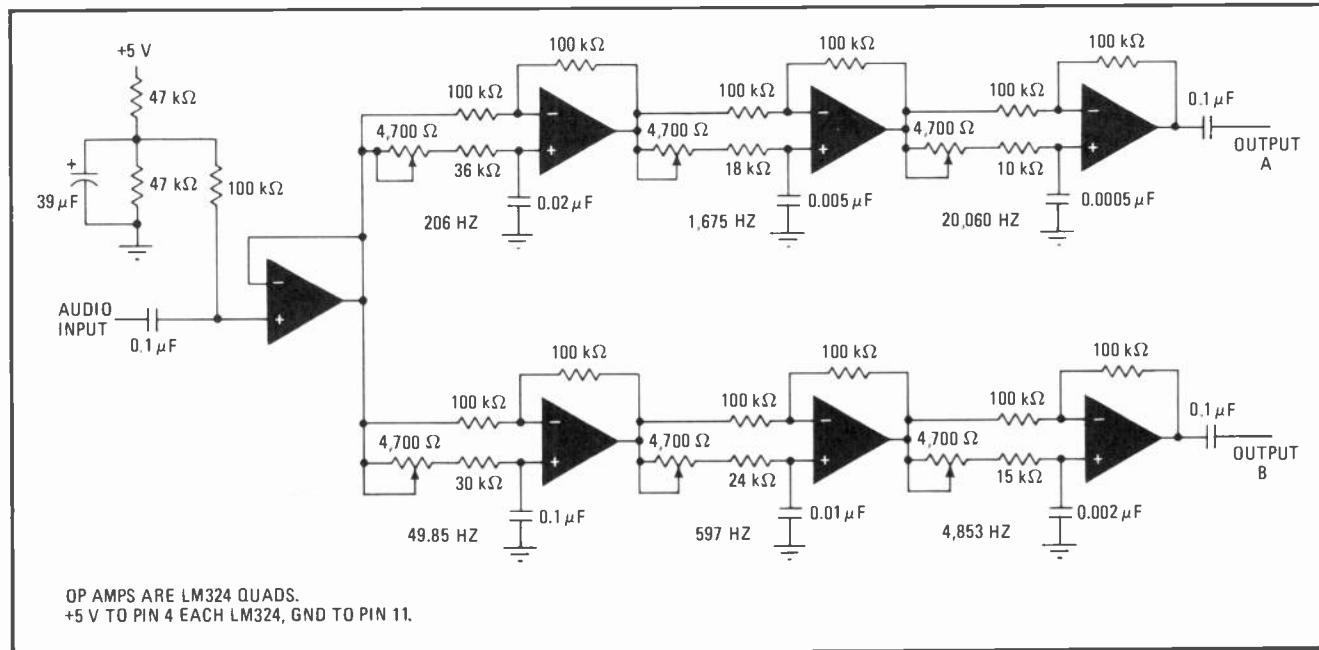 +5 V
47 kΩ
39 μF
+
47 kΩ
100 kΩ
AUDIO
INPUT
0.1 μF
−
+
100 kΩ
100 kΩ
4,700 Ω
36 kΩ
−
+
0.02 μF
206 HZ
100 kΩ
100 kΩ
4,700 Ω
18 kΩ
−
+
0.005 μF
1,675 HZ
100 kΩ
100 kΩ
4,700 Ω
10 kΩ
−
+
0.0005 μF
20,060 HZ
0.1 μF
OUTPUT
A
100 kΩ
100 kΩ
4,700 Ω
30 kΩ
−
+
0.1 μF
49.85 HZ
100 kΩ
100 kΩ
4,700 Ω
24 kΩ
−
+
0.01 μF
597 HZ
100 kΩ
100 kΩ
4,700 Ω
15 kΩ
−
+
0.002 μF
4,853 HZ
0.1 μF
OUTPUT
B
OP AMPS ARE LM324 QUADS.
+5 V TO PIN 4 EACH LM324, GND TO PIN 11.